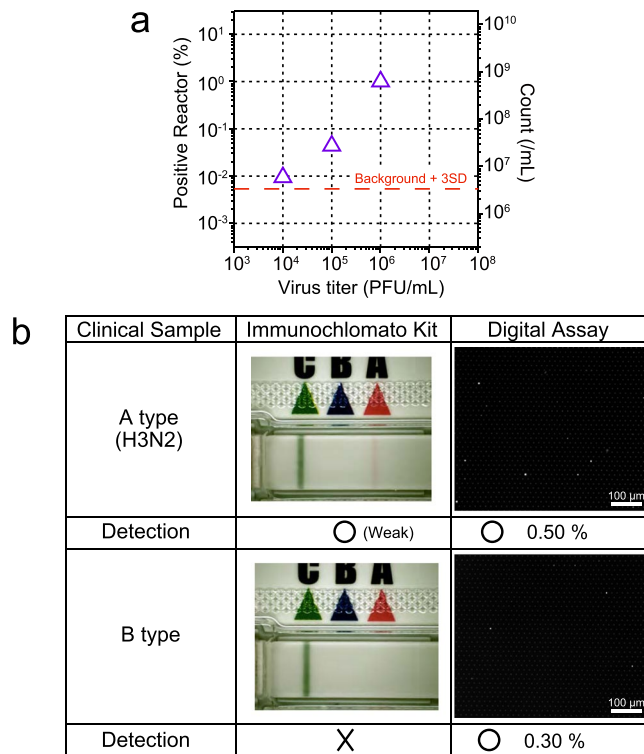 a
Positive Reactor (%)
10¹
10⁰
10⁻¹
10⁻²
10⁻³
10¹⁰
10⁹
10⁸
10⁷
10⁶
Count (/mL)
Background + 3SD
10³ 10⁴ 10⁵ 10⁶ 10⁷ 10⁸
Virus titer (PFU/mL)
b
Clinical Sample Immunochlomato Kit Digital Assay
A type
(H3N2)
C B A
100 µm
Detection ◯ (Weak) ◯ 0.50 %
B type
C B A
100 µm
Detection X ◯ 0.30 %